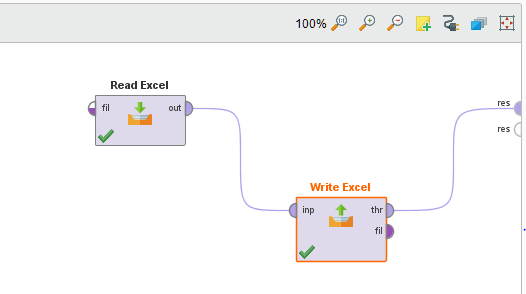 100%
Read Excel
fil out
res
res
Write Excel
inp thr
fil